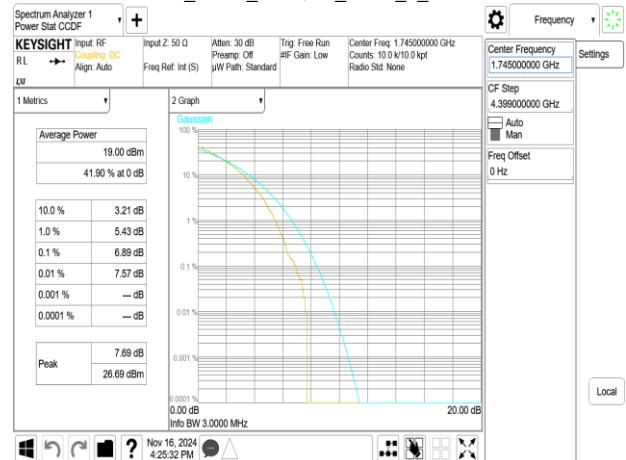 Spectrum Analyzer 1
Power Stat CCDF
Frequency
KEYSIGHT
RL
LXI
Input: RF
Coupling: DC
Align: Auto
Input Z: 50 Ω
Freq Ref: Int (S)
Atten: 30 dB
Preamp: Off
µW Path: Standard
Trig: Free Run
#IF Gain: Low
Center Freq: 1.745000000 GHz
Counts: 10.0 k/10.0 kpt
Radio Std: None
Center Frequency
1.745000000 GHz
Settings
CF Step
4.399000000 GHz
Auto
Man
Freq Offset
0 Hz
1 Metrics
2 Graph
Average Power
19.00 dBm
41.90 % at 0 dB
10.0 % 3.21 dB
1.0 % 5.43 dB
0.1 % 6.89 dB
0.01 % 7.57 dB
0.001 % --- dB
0.0001 % --- dB
Peak
7.69 dB
26.69 dBm
Gaussian
100 %
10 %
1 %
0.1 %
0.01 %
0.001 %
0.0001 %
0.00 dB 20.00 dB
Info BW 3.0000 MHz
Local
?
Nov 16, 2024
4:25:32 PM